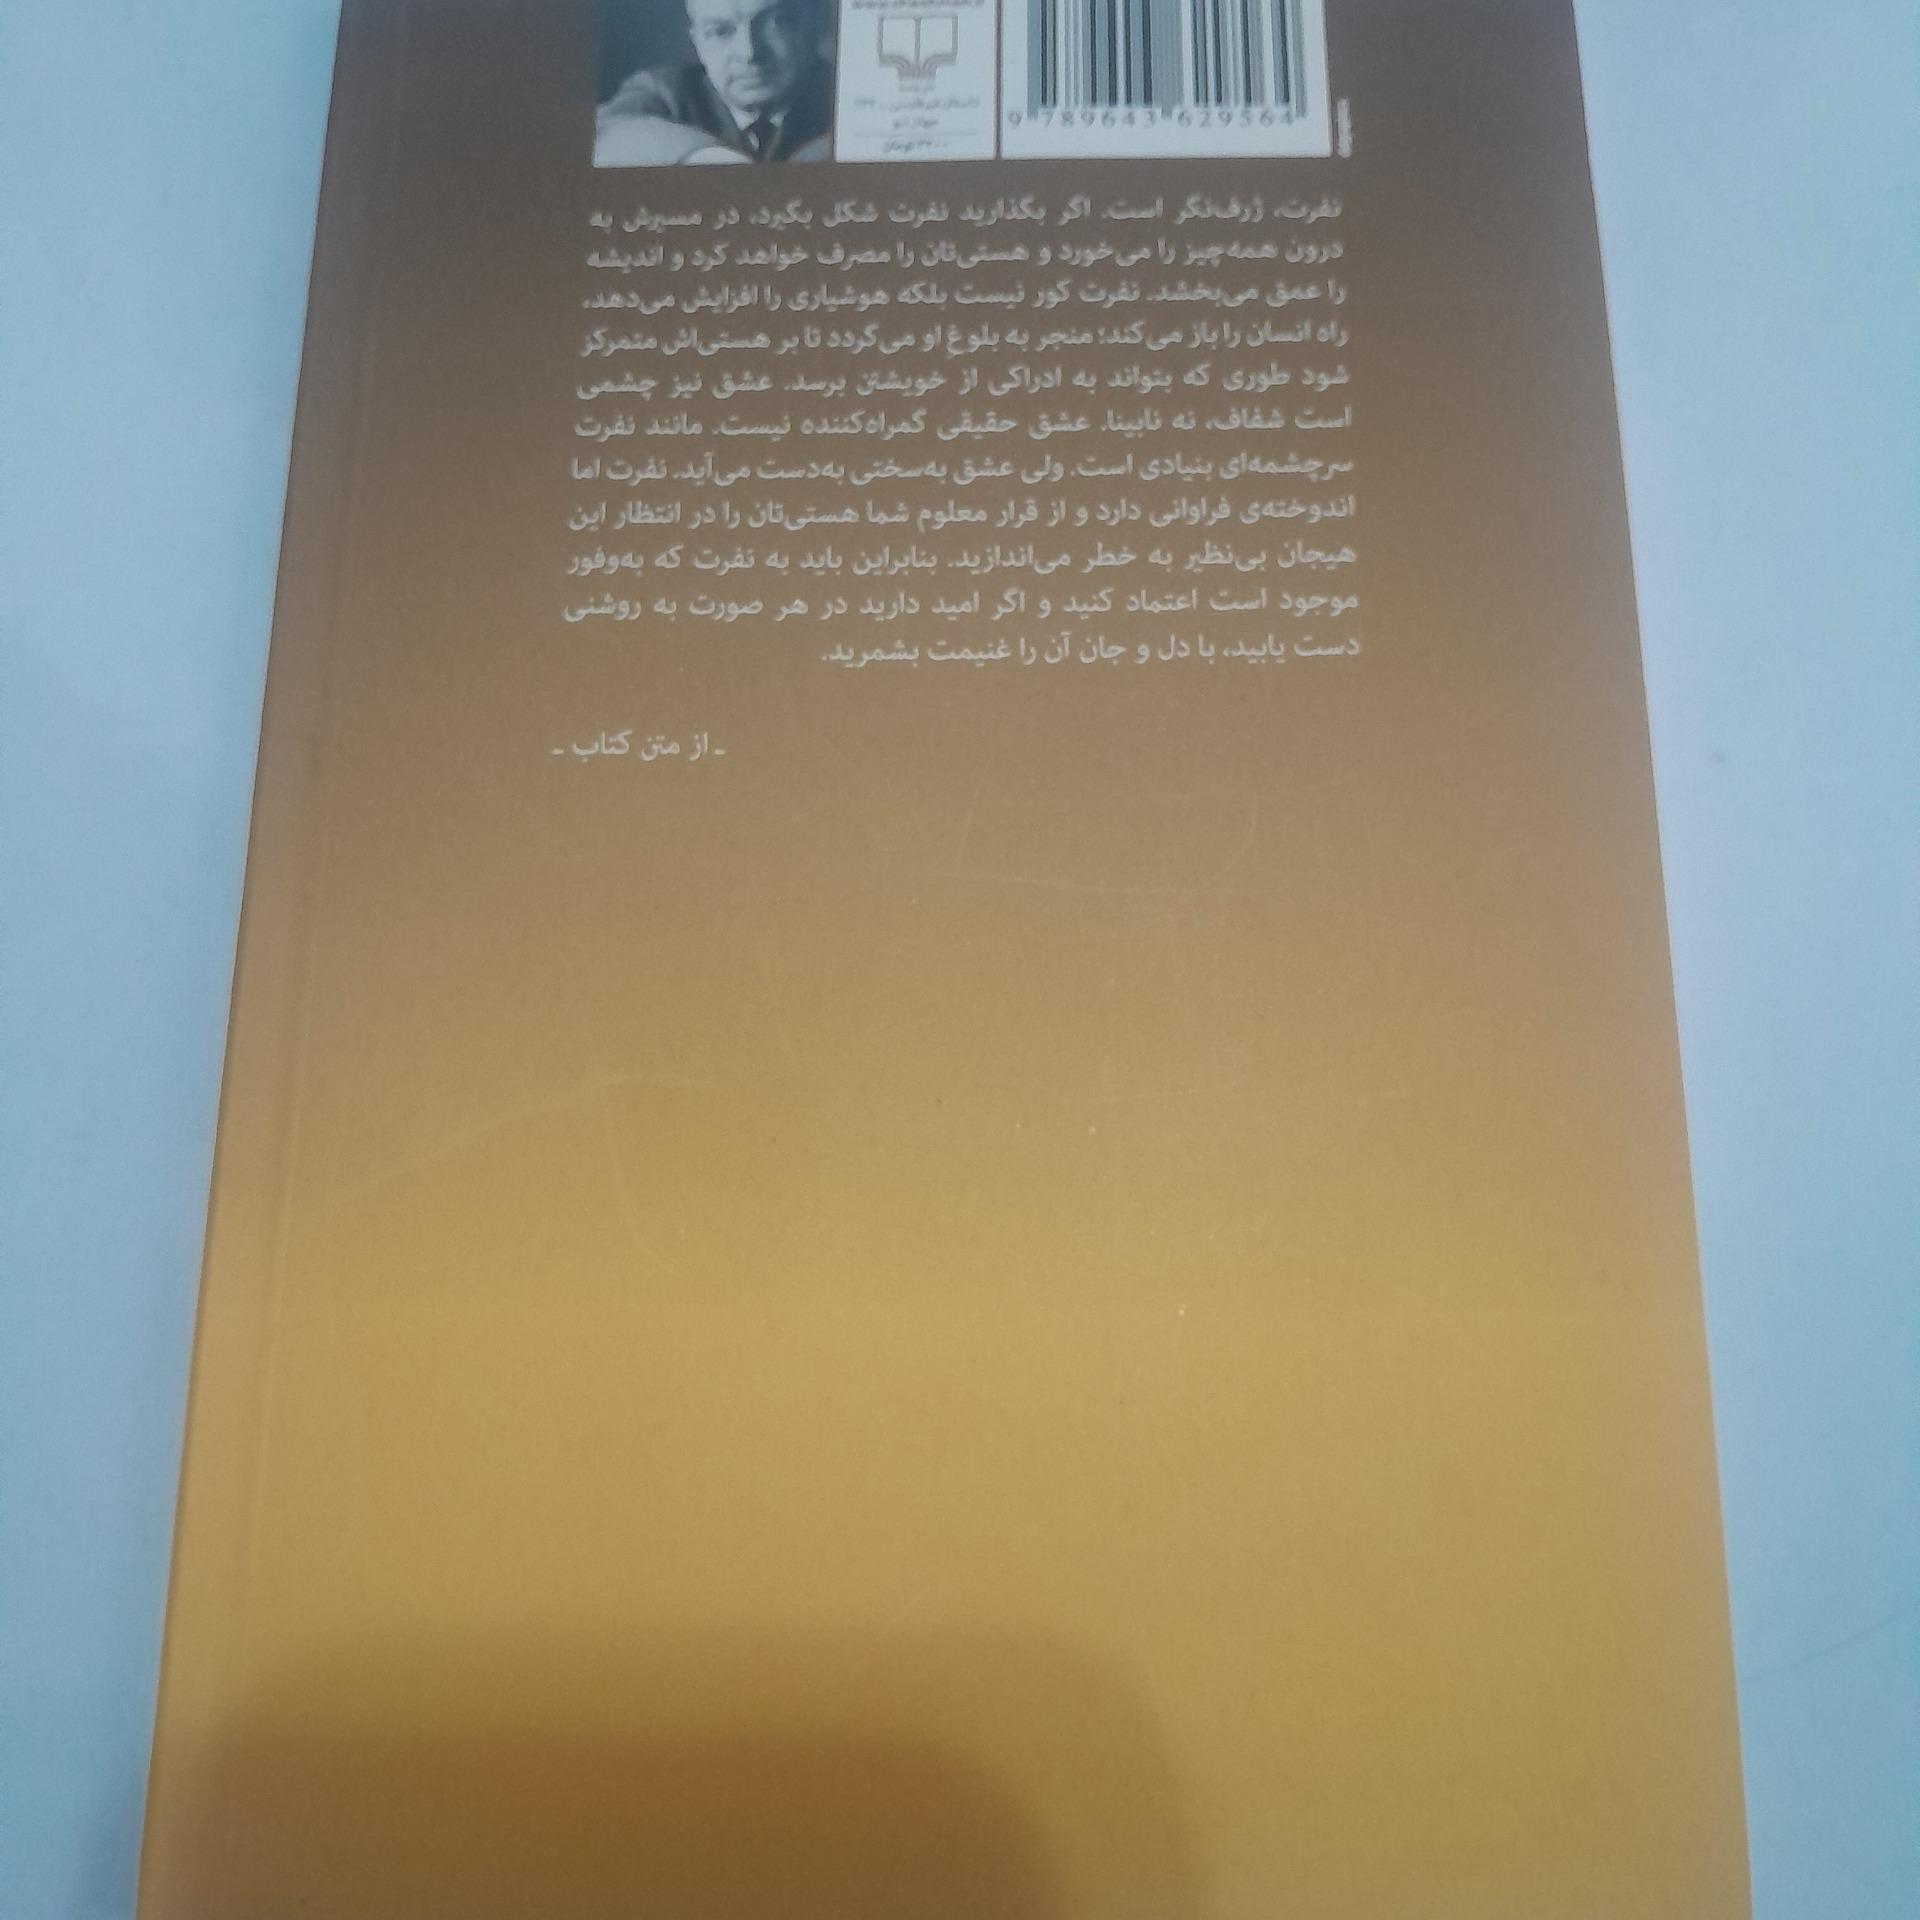 9 789643 629564
نفرت، ژرف‌نگر است. اگر بگذارید نفرت شکل بگیرد، در مسیرش به
درون همه‌چیز را می‌خورد و هستی‌تان را مصرف خواهد کرد و اندیشه
را عمق می‌بخشد. نفرت کور نیست بلکه هوشیاری را افزایش می‌دهد،
راه انسان را باز می‌کند؛ منجر به بلوغِ او می‌گردد تا بر هستی‌اش متمرکز
شود طوری که بتواند به ادراکی از خویشتن برسد. عشق نیز چشمی
است شفاف، نه نابینا. عشق حقیقی گمراه‌کننده نیست. مانند نفرت
سرچشمه‌ای بنیادی است. ولی عشق به‌سختی به‌دست می‌آید. نفرت اما
اندوخته‌ی فراوانی دارد و از قرار معلوم شما هستی‌تان را در انتظار این
هیجان بی‌نظیر به خطر می‌اندازید. بنابراین باید به نفرت که به‌وفور
موجود است اعتماد کنید و اگر امید دارید در هر صورت به روشنی
دست یابید، با دل و جان آن را غنیمت بشمرید.
ـ از متن کتاب ـ